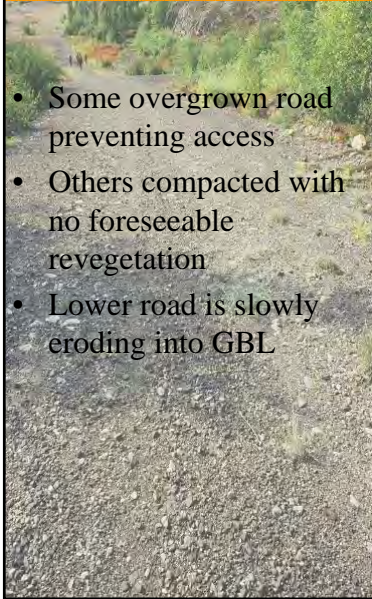 • Some overgrown road
preventing access
• Others compacted with
no foreseeable
revegetation
• Lower road is slowly
eroding into GBL